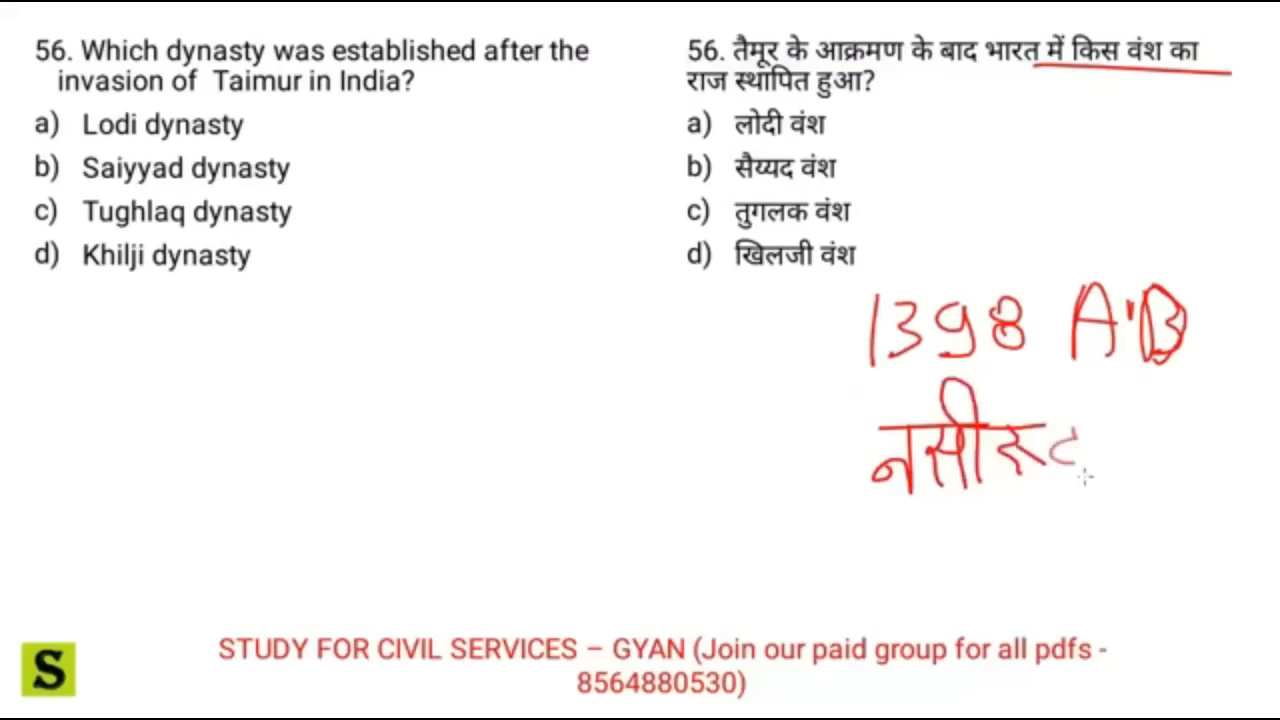 56. Which dynasty was established after the
invasion of Taimur in India?
a) Lodi dynasty
b) Saiyyad dynasty
c) Tughlaq dynasty
d) Khilji dynasty
56. तैमूर के आक्रमण के बाद भारत में किस वंश का
राज स्थापित हुआ?
a) लोदी वंश
b) सैय्यद वंश
c) तुगलक वंश
d) खिलजी वंश
1398 A'D
S
STUDY FOR CIVIL SERVICES – GYAN (Join our paid group for all pdfs -
8564880530)